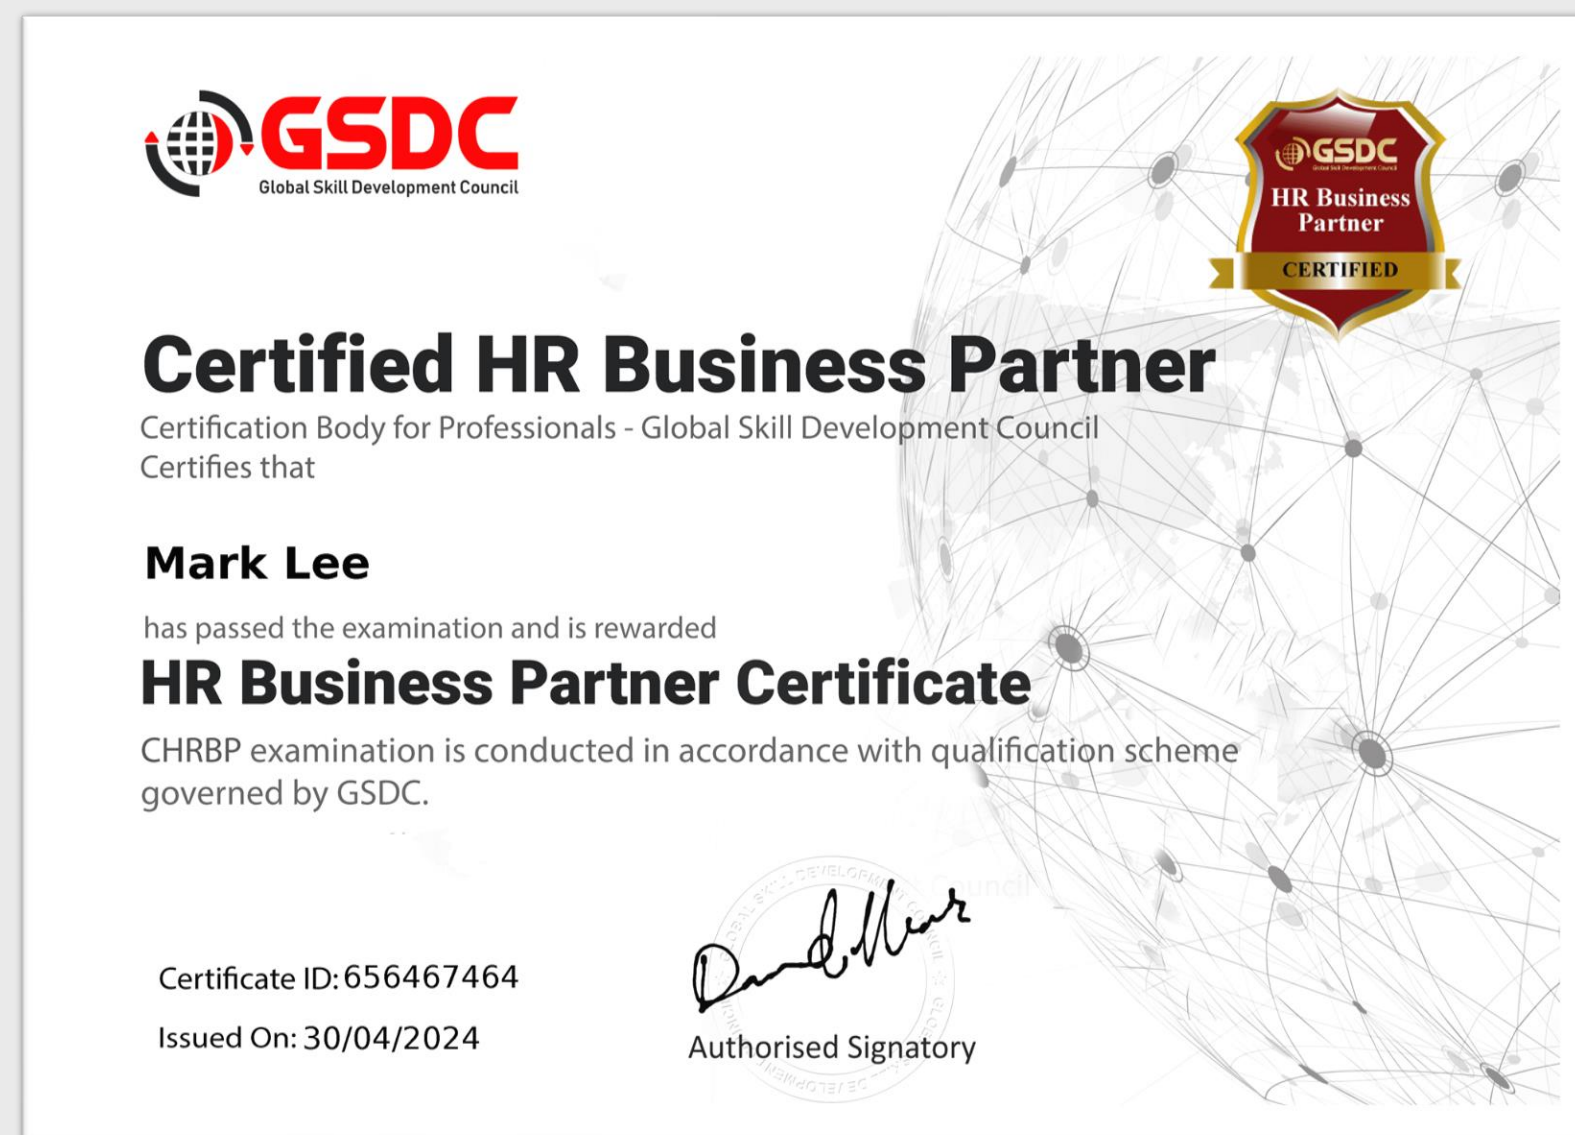 GSDC
Global Skill Development Council
GSDC
Global Skill Development Council
HR Business
Partner
CERTIFIED
Certified HR Business Partner
Certification Body for Professionals - Global Skill Development Council
Certifies that
Mark Lee
has passed the examination and is rewarded
HR Business Partner Certificate
CHRBP examination is conducted in accordance with qualification scheme
governed by GSDC.
Council
Certificate ID: 656467464
Issued On: 30/04/2024
Authorised Signatory